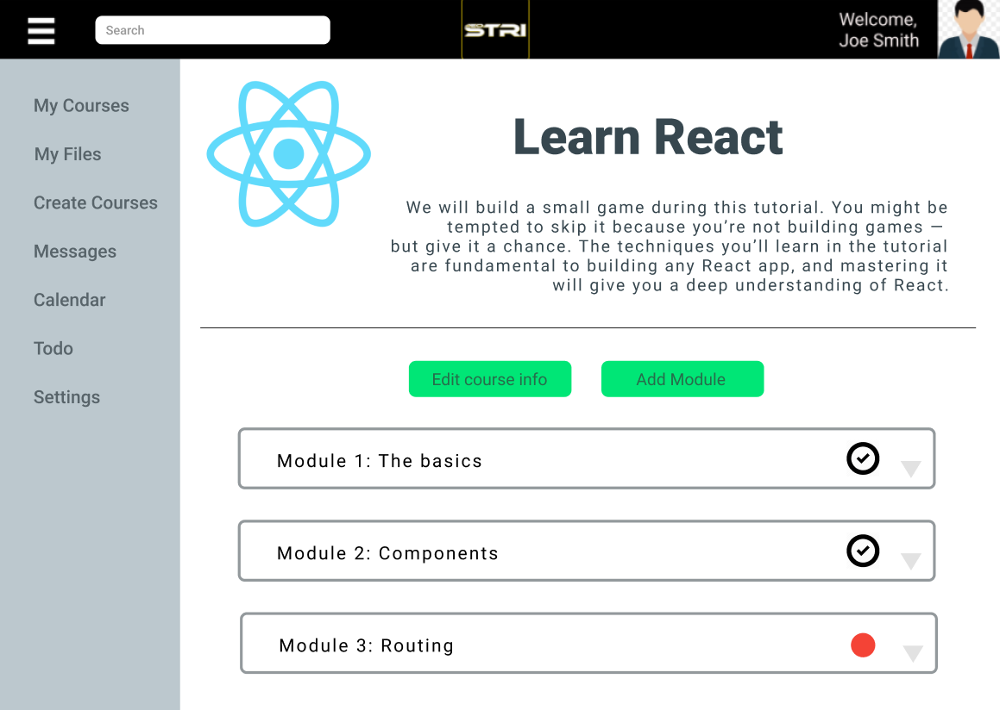 Search
STRI
Welcome,
Joe Smith
My Courses
My Files
Create Courses
Messages
Calendar
Todo
Settings
Learn React
We will build a small game during this tutorial. You might be
tempted to skip it because you’re not building games —
but give it a chance. The techniques you’ll learn in the tutorial
are fundamental to building any React app, and mastering it
will give you a deep understanding of React.
Edit course info
Add Module
Module 1: The basics
Module 2: Components
Module 3: Routing